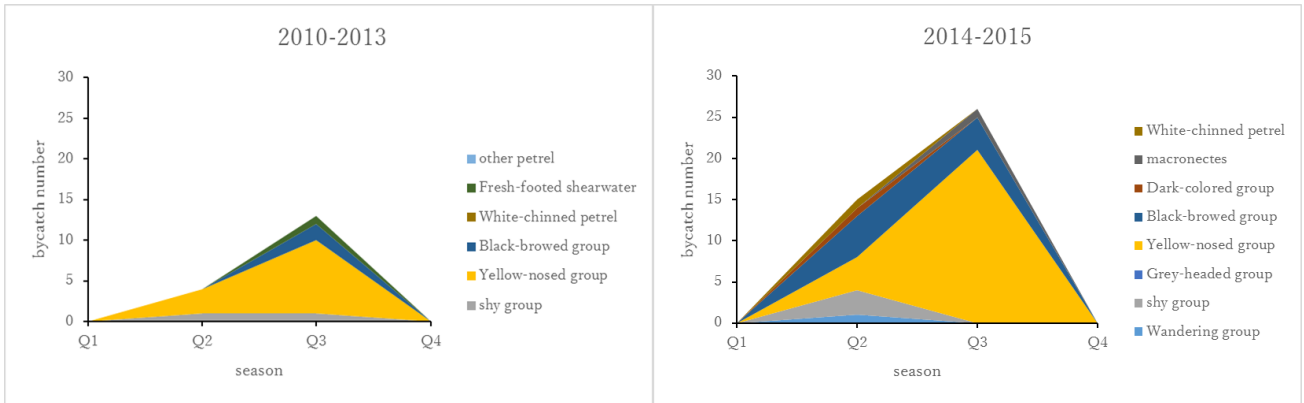 2010-2013
30
25
20
15
10
5
0
bycatch number
Q1 Q2 Q3 Q4
season
other petrel
Fresh-footed shearwater
White-chinned petrel
Black-browed group
Yellow-nosed group
shy group
2014-2015
30
25
20
15
10
5
0
bycatch number
Q1 Q2 Q3 Q4
season
White-chinned petrel
macronectes
Dark-colored group
Black-browed group
Yellow-nosed group
Grey-headed group
shy group
Wandering group